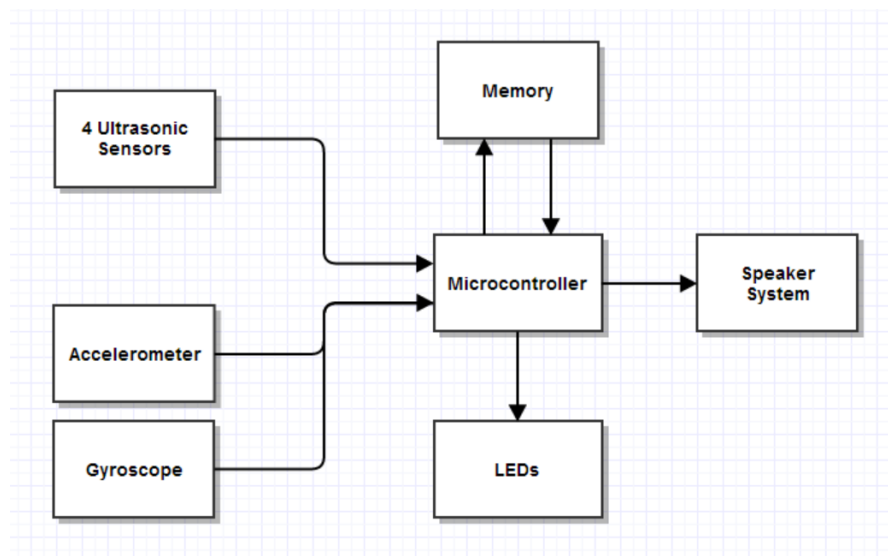 Memory
4 Ultrasonic
Sensors
Microcontroller
Speaker
System
Accelerometer
Gyroscope
LEDs